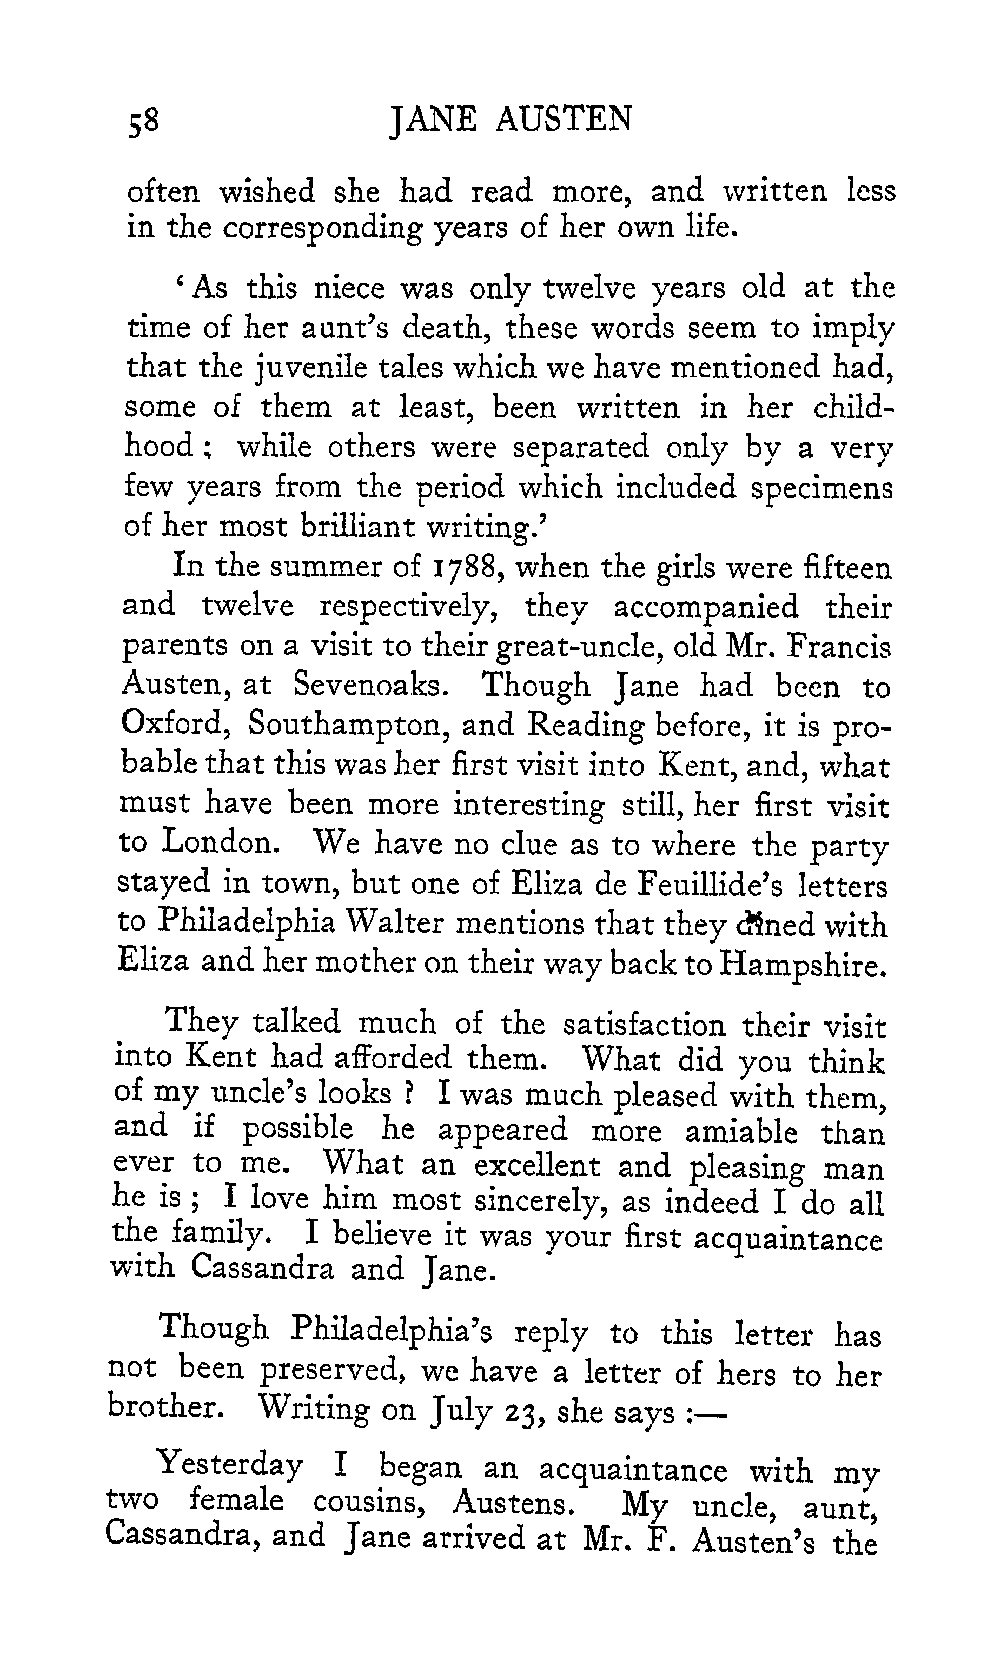 58 JANE AUSTEN
often wished she had read more, and written less
in the corresponding years of her own life.
‘As this niece was only twelve years old at the
time of her aunt’s death, these words seem to imply
that the juvenile tales which we have mentioned had,
some of them at least, been written in her child-
hood ; while others were separated only by a very
few years from the period which included specimens
of her most brilliant writing.’
In the summer of 1788, when the girls were fifteen
and twelve respectively, they accompanied their
parents on a visit to their great-uncle, old Mr. Francis
Austen, at Sevenoaks. Though Jane had been to
Oxford, Southampton, and Reading before, it is pro-
bable that this was her first visit into Kent, and, what
must have been more interesting still, her first visit
to London. We have no clue as to where the party
stayed in town, but one of Eliza de Feuillide’s letters
to Philadelphia Walter mentions that they dined with
Eliza and her mother on their way back to Hampshire.
They talked much of the satisfaction their visit
into Kent had afforded them. What did you think
of my uncle’s looks ? I was much pleased with them,
and if possible he appeared more amiable than
ever to me. What an excellent and pleasing man
he is ; I love him most sincerely, as indeed I do all
the family. I believe it was your first acquaintance
with Cassandra and Jane.
Though Philadelphia’s reply to this letter has
not been preserved, we have a letter of hers to her
brother. Writing on July 23, she says :—
Yesterday I began an acquaintance with my
two female cousins, Austens. My uncle, aunt,
Cassandra, and Jane arrived at Mr. F. Austen’s the